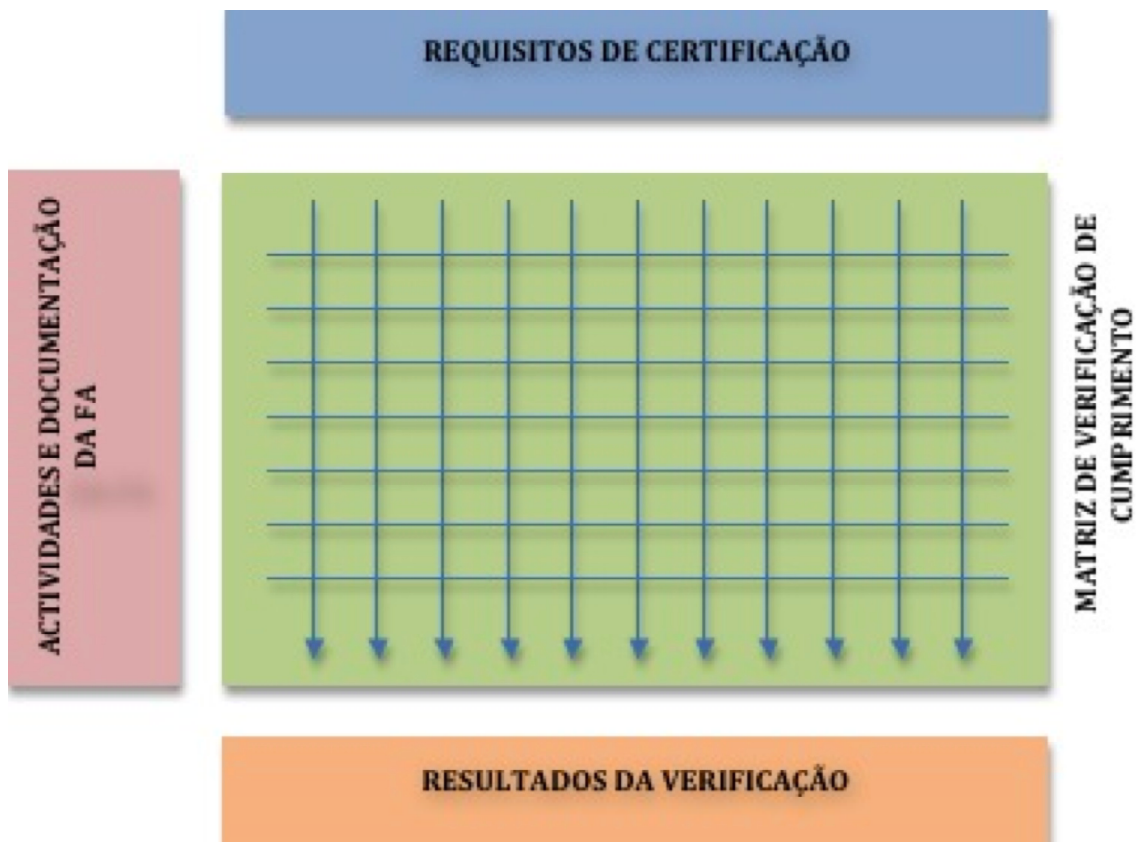 REQUISITOS DE CERTIFICAÇÃO
ACTIVIDADES E DOCUMENTAÇÃO
DA FA
MATRIZ DE VERIFICAÇÃO DE
CUMPRIMENTO
RESULTADOS DA VERIFICAÇÃO